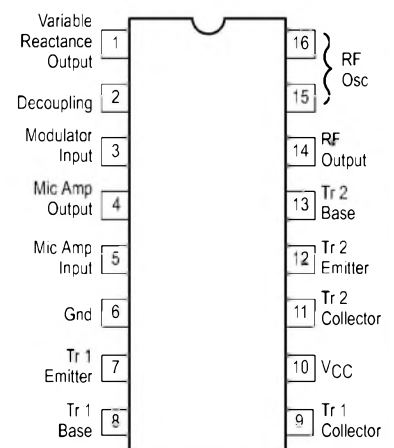 Variable
Reactance
Output
1
Decoupling
2
Modulator
Input
3
Mic Amp
Output
4
Mic Amp
Input
5
Gnd
6
Tr 1
Emitter
7
Tr 1
Base
8
16
15
RF
Osc
14
RF
Output
13
Tr 2
Base
12
Tr 2
Emitter
11
Tr 2
Collector
10
VCC
9
Tr 1
Collector